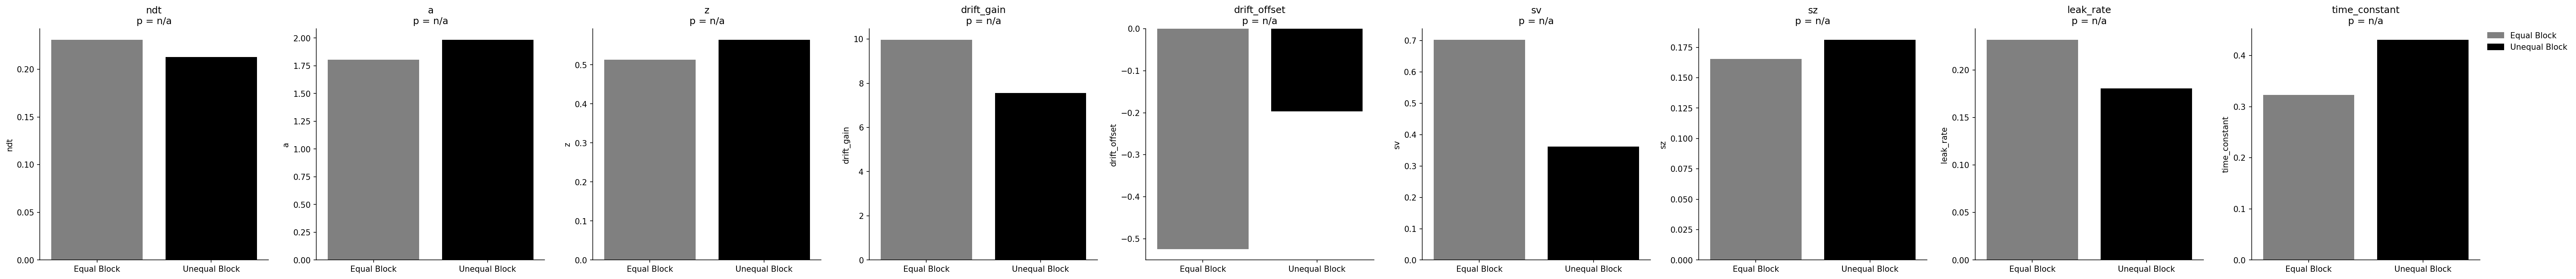 ndt
p = n/a
ndt
0.20
0.15
0.10
0.05
0.00
Equal Block
Unequal Block
a
p = n/a
a
2.00
1.75
1.50
1.25
1.00
0.75
0.50
0.25
0.00
Equal Block
Unequal Block
z
p = n/a
z
0.5
0.4
0.3
0.2
0.1
0.0
Equal Block
Unequal Block
drift_gain
p = n/a
drift_gain
10
8
6
4
2
0
Equal Block
Unequal Block
drift_offset
p = n/a
drift_offset
0.0
−0.1
−0.2
−0.3
−0.4
−0.5
Equal Block
Unequal Block
sv
p = n/a
sv
0.7
0.6
0.5
0.4
0.3
0.2
0.1
0.0
Equal Block
Unequal Block
sz
p = n/a
sz
0.175
0.150
0.125
0.100
0.075
0.050
0.025
0.000
Equal Block
Unequal Block
leak_rate
p = n/a
leak_rate
0.20
0.15
0.10
0.05
0.00
Equal Block
Unequal Block
time_constant
p = n/a
time_constant
0.4
0.3
0.2
0.1
0.0
Equal Block
Unequal Block
Equal Block
Unequal Block